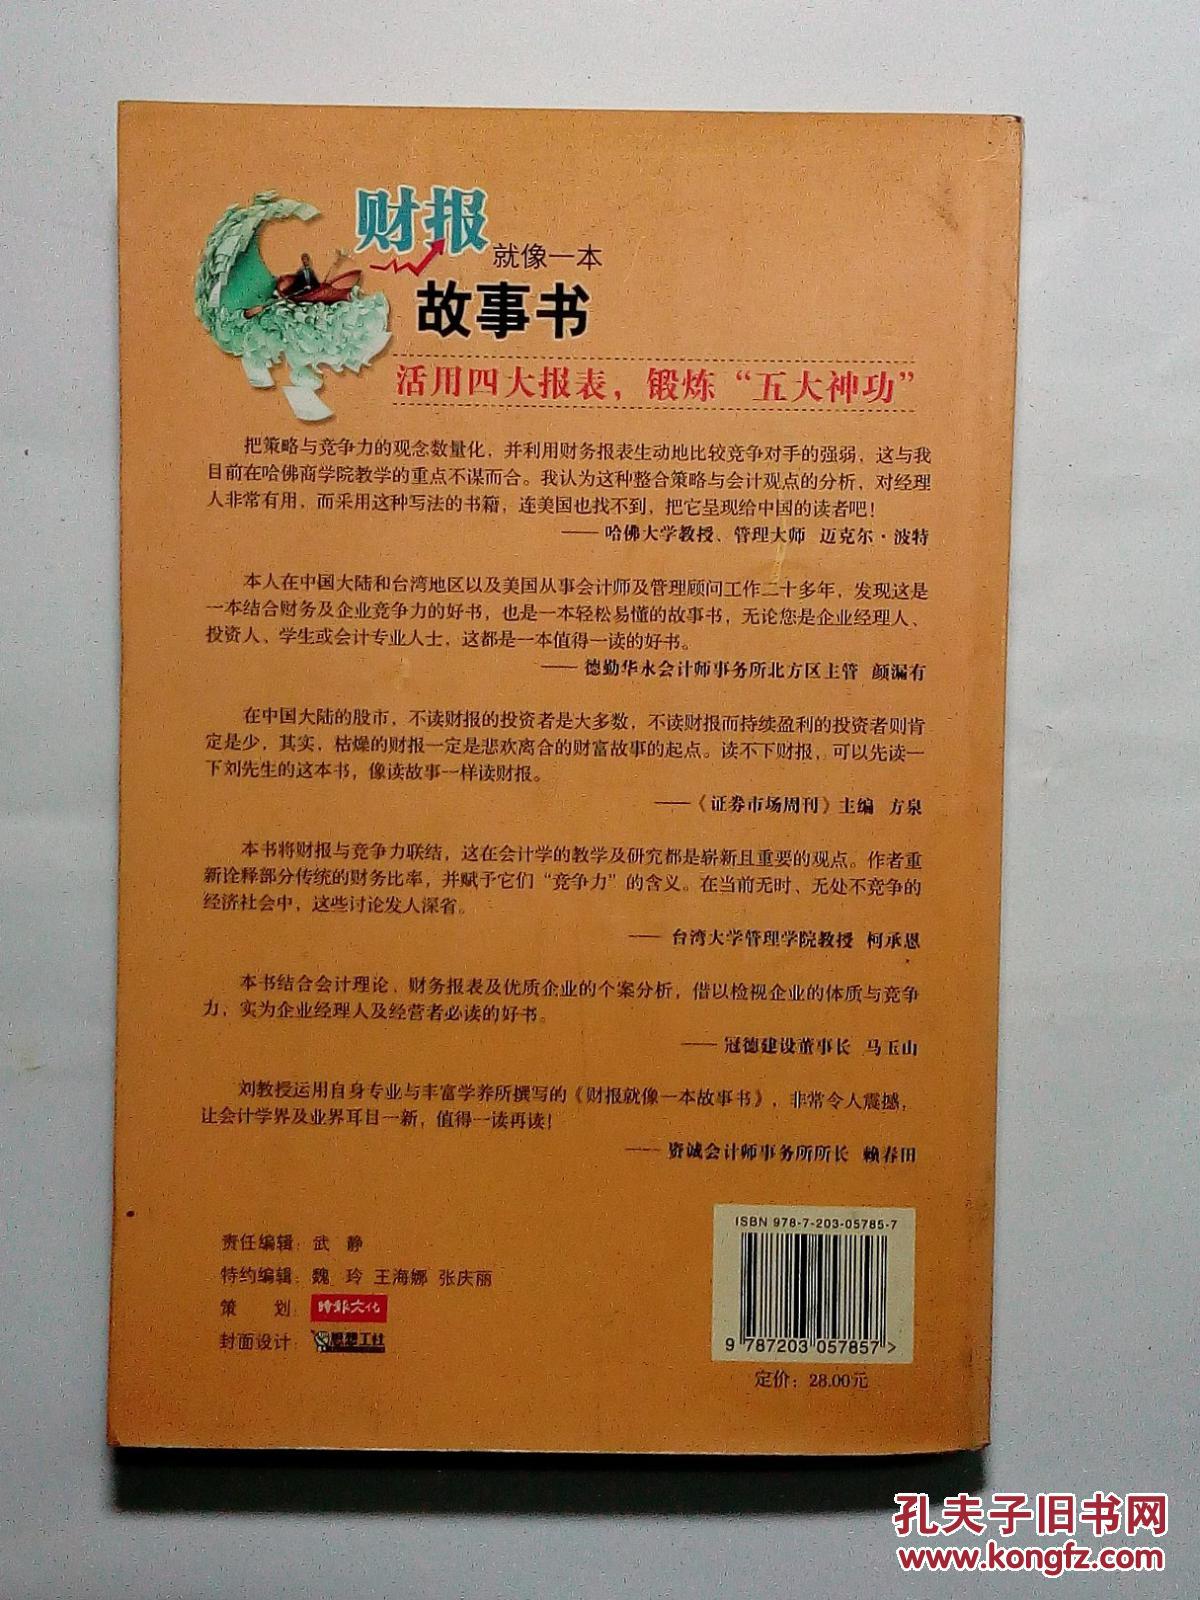 财报
就像一本
故事书
活用四大报表，锻炼“五大神功”
把策略与竞争力的观念数量化，并利用财务报表生动地比较竞争对手的强弱，这与我
目前在哈佛商学院教学的重点不谋而合。我认为这种整合策略与会计观点的分析，对经理
人非常有用，而采用这种写法的书籍，连美国也找不到，把它呈现给中国的读者吧！
——哈佛大学教授、管理大师 迈克尔·波特
本人在中国大陆和台湾地区以及美国从事会计师及管理顾问工作二十多年，发现这是
一本结合财务及企业竞争力的好书，也是一本轻松易懂的故事书，无论您是企业经理人、
投资人、学生或会计专业人士，这都是一本值得一读的好书。
——德勤华永会计师事务所北方区主管 颜漏有
在中国大陆的股市，不读财报的投资者是大多数，不读财报而持续盈利的投资者则肯
定是少，其实，枯燥的财报一定是悲欢离合的财富故事的起点。读不下财报，可以先读一
下刘先生的这本书，像读故事一样读财报。
——《证券市场周刊》主编 方泉
本书将财报与竞争力联结，这在会计学的教学及研究都是崭新且重要的观点。作者重
新诠释部分传统的财务比率，并赋予它们“竞争力”的含义。在当前无时、无处不竞争的
经济社会中，这些讨论发人深省。
——台湾大学管理学院教授 柯承恩
本书结合会计理论、财务报表及优质企业的个案分析，借以检视企业的体质与竞争
力，实为企业经理人及经营者必读的好书。
——冠德建设董事长 马玉山
刘教授运用自身专业与丰富学养所撰写的《财报就像一本故事书》，非常令人震撼，
让会计学界及业界耳目一新，值得一读再读！
——资诚会计师事务所所长 赖春田
ISBN 978-7-203-05785-7
9 787203 057857>
定价：28.00元
责任编辑：武 静
特约编辑：魏 玲 王海娜 张庆丽
策 划：時報文化
封面设计：思想工社
孔夫子旧书网
www.kongfz.com